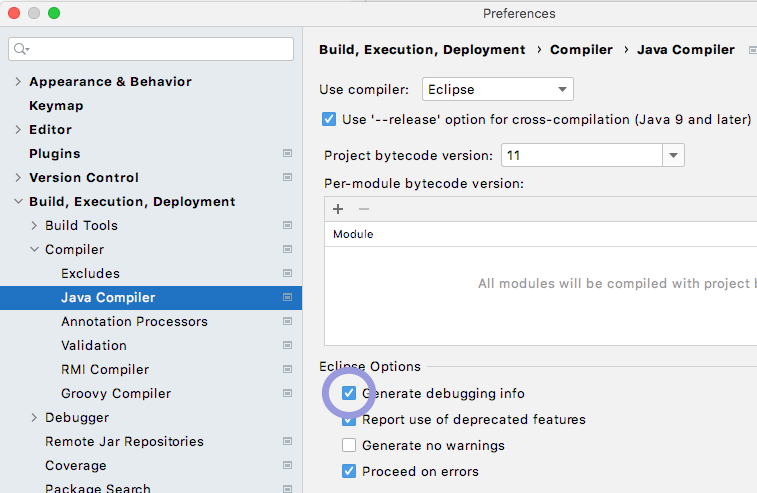 Preferences
Appearance & Behavior
Keymap
Editor
Plugins
Version Control
Build, Execution, Deployment
Build Tools
Compiler
Excludes
Java Compiler
Annotation Processors
Validation
RMI Compiler
Groovy Compiler
Debugger
Remote Jar Repositories
Coverage
Package Search
Build, Execution, Deployment › Compiler › Java Compiler
Use compiler: Eclipse
Use '--release' option for cross-compilation (Java 9 and later)
Project bytecode version: 11
Per-module bytecode version:
Module
All modules will be compiled with project b
Eclipse Options
Generate debugging info
Report use of deprecated features
Generate no warnings
Proceed on errors